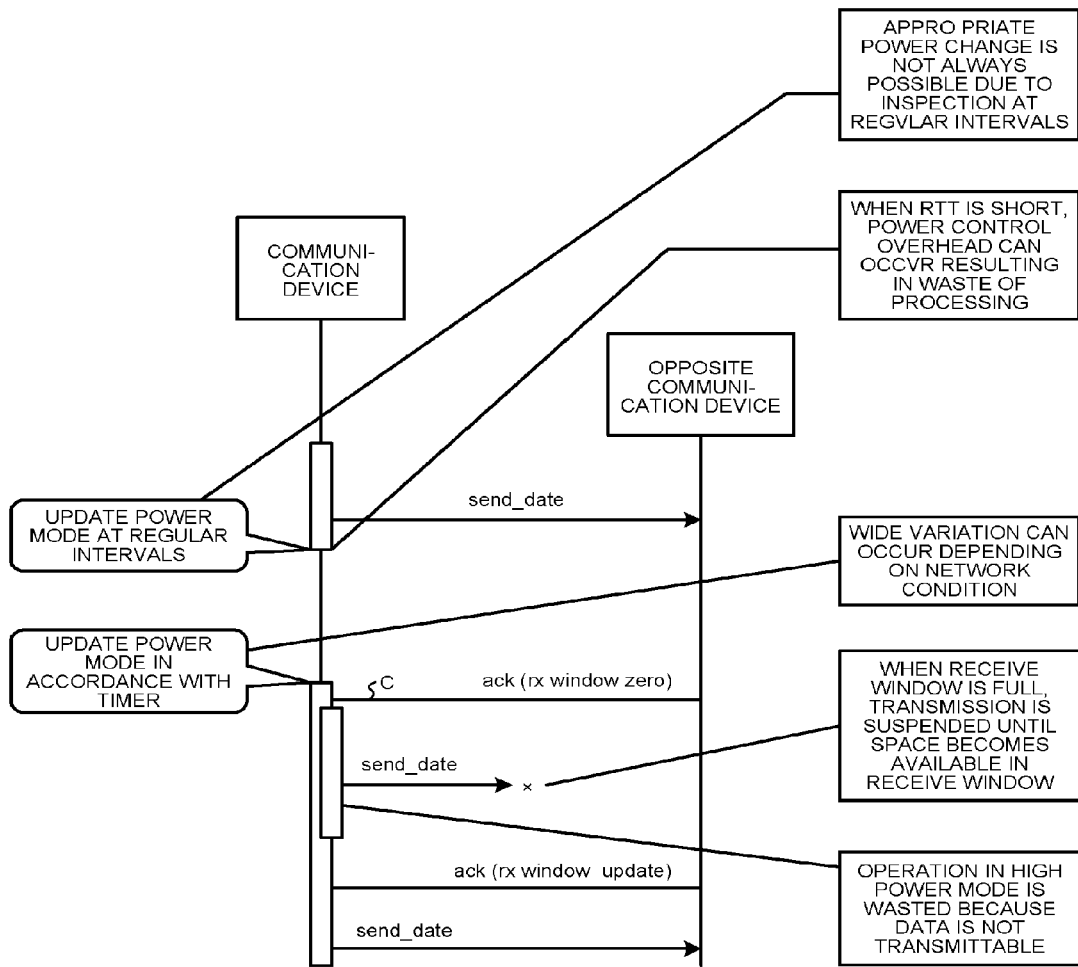 APPRO PRIATE
POWER CHANGE IS
NOT ALWAYS
POSSIBLE DUE TO
INSPECTION AT
REGVLAR INTERVALS
WHEN RTT IS SHORT,
POWER CONTROL
OVERHEAD CAN
OCCVR RESULTING
IN WASTE OF
PROCESSING
COMMUNI-
CATION
DEVICE
OPPOSITE
COMMUNI-
CATION DEVICE
send_date
UPDATE POWER
MODE AT REGULAR
INTERVALS
WIDE VARIATION CAN
OCCUR DEPENDING
ON NETWORK
CONDITION
UPDATE POWER
MODE IN
ACCORDANCE WITH
TIMER
C
ack (rx window zero)
WHEN RECEIVE
WINDOW IS FULL,
TRANSMISSION IS
SUSPENDED UNTIL
SPACE BECOMES
AVAILABLE IN
RECEIVE WINDOW
send_date
x
ack (rx window update)
OPERATION IN HIGH
POWER MODE IS
WASTED BECAUSE
DATA IS NOT
TRANSMITTABLE
send_date